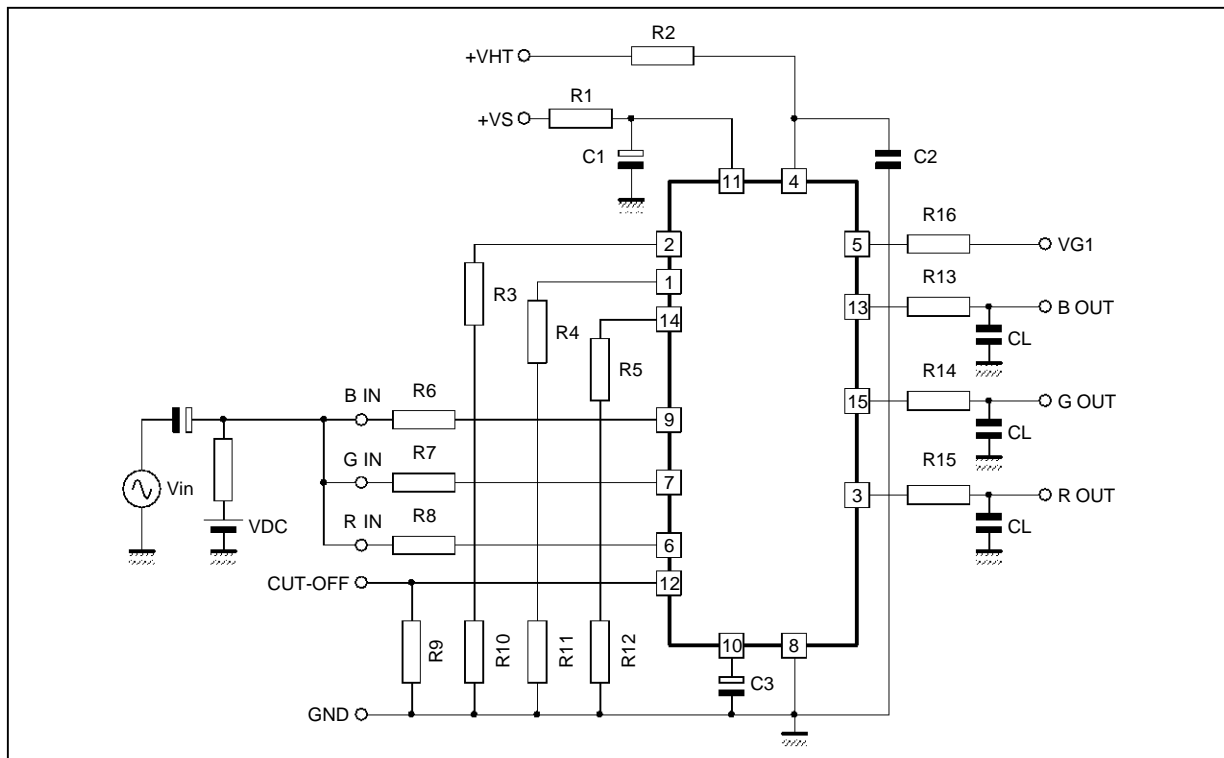 R2
+VHT
R1
+VS
C1
C2
11
4
R16
2
5
VG1
R3
1
R13
13
B OUT
R4
14
CL
R5
R14
B IN
R6
15
G OUT
9
CL
G IN
R7
R15
Vin
7
3
R OUT
R IN
R8
VDC
6
CL
CUT-OFF
12
R9
R10
R11
R12
10
8
C3
GND